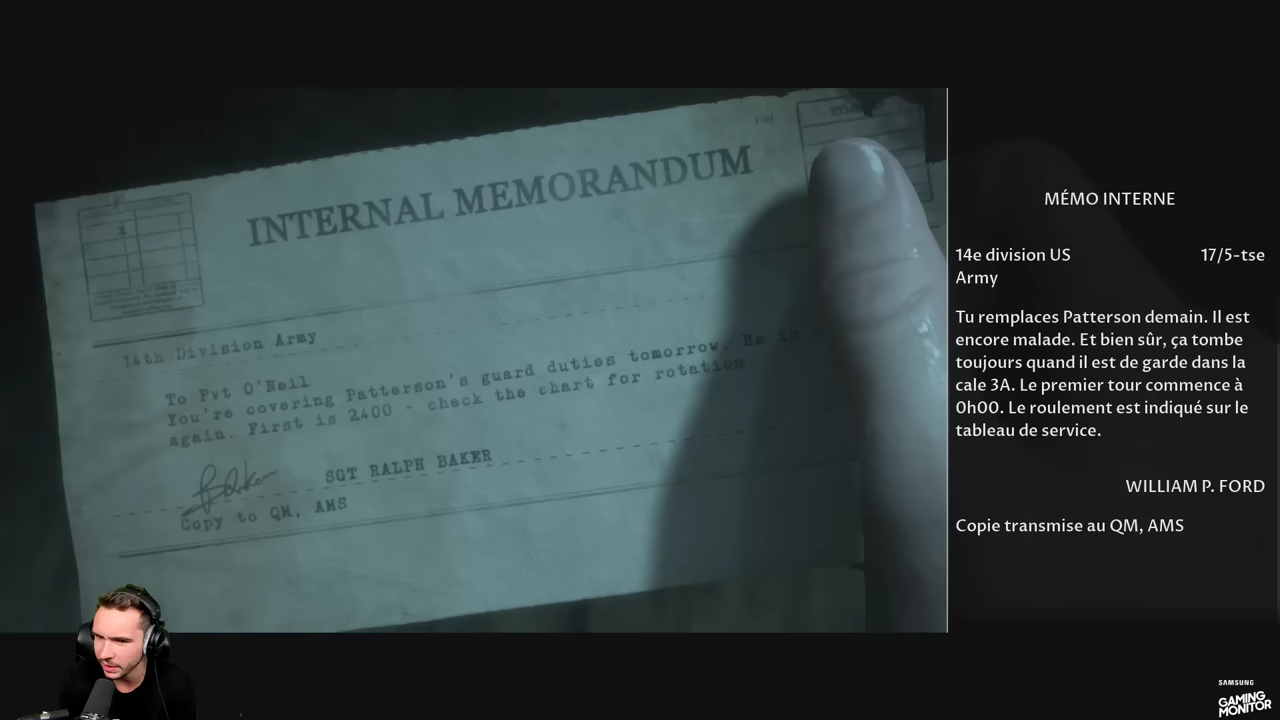 INTERNAL MEMORANDUM
14th Division Army
To Pvt O'Neil
You're covering Patterson's guard duties tomorrow. He is
again. First is 2400 - check the chart for rotation
SGT RALPH BAKER
Copy to QM, AMS
MÉMO INTERNE
14e division US 17/5-tse
Army
Tu remplaces Patterson demain. Il est
encore malade. Et bien sûr, ça tombe
toujours quand il est de garde dans la
cale 3A. Le premier tour commence à
0h00. Le roulement est indiqué sur le
tableau de service.
WILLIAM P. FORD
Copie transmise au QM, AMS
SAMSUNG
GAMING
MONITOR